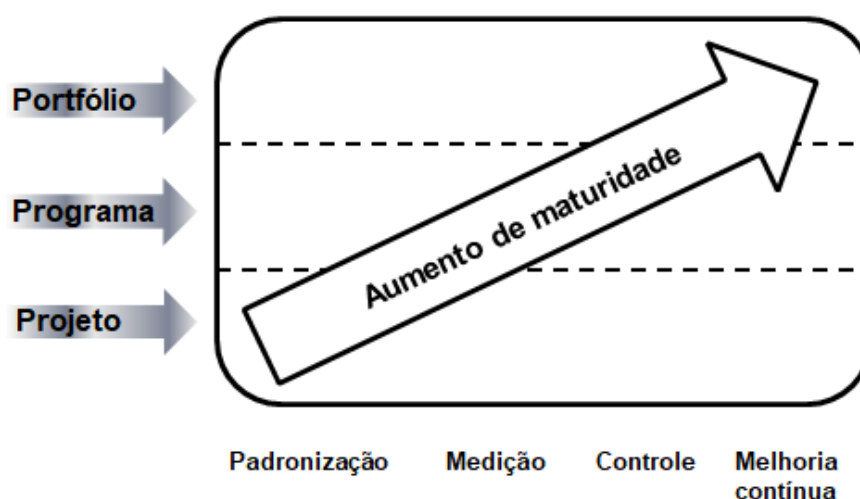 Portfólio
Programa
Projeto
Aumento de maturidade
Padronização Medição Controle Melhoria
contínua